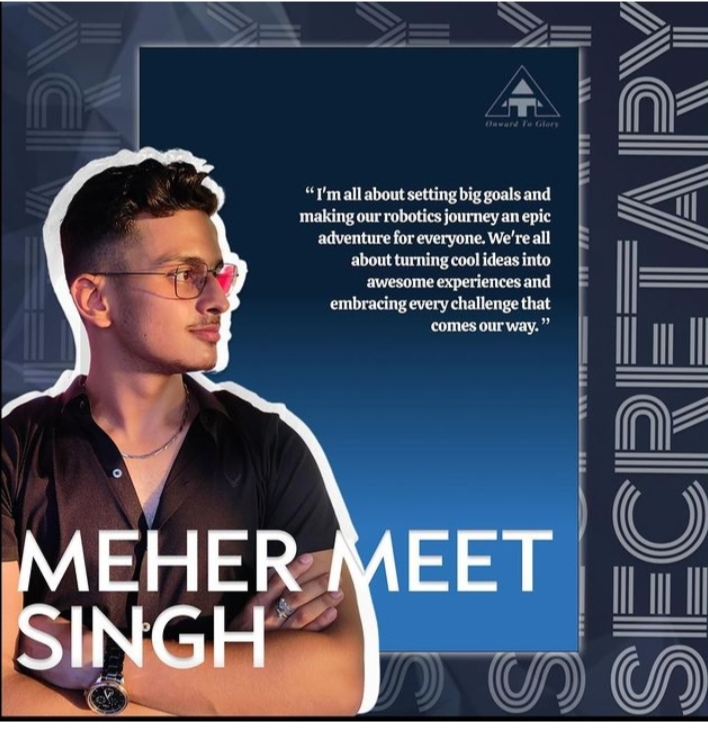 Onward To Glory
“ I'm all about setting big goals and
making our robotics journey an epic
adventure for everyone. We're all
about turning cool ideas into
awesome experiences and
embracing every challenge that
comes our way. ”
MEHER MEET
SINGH
SECRETARY